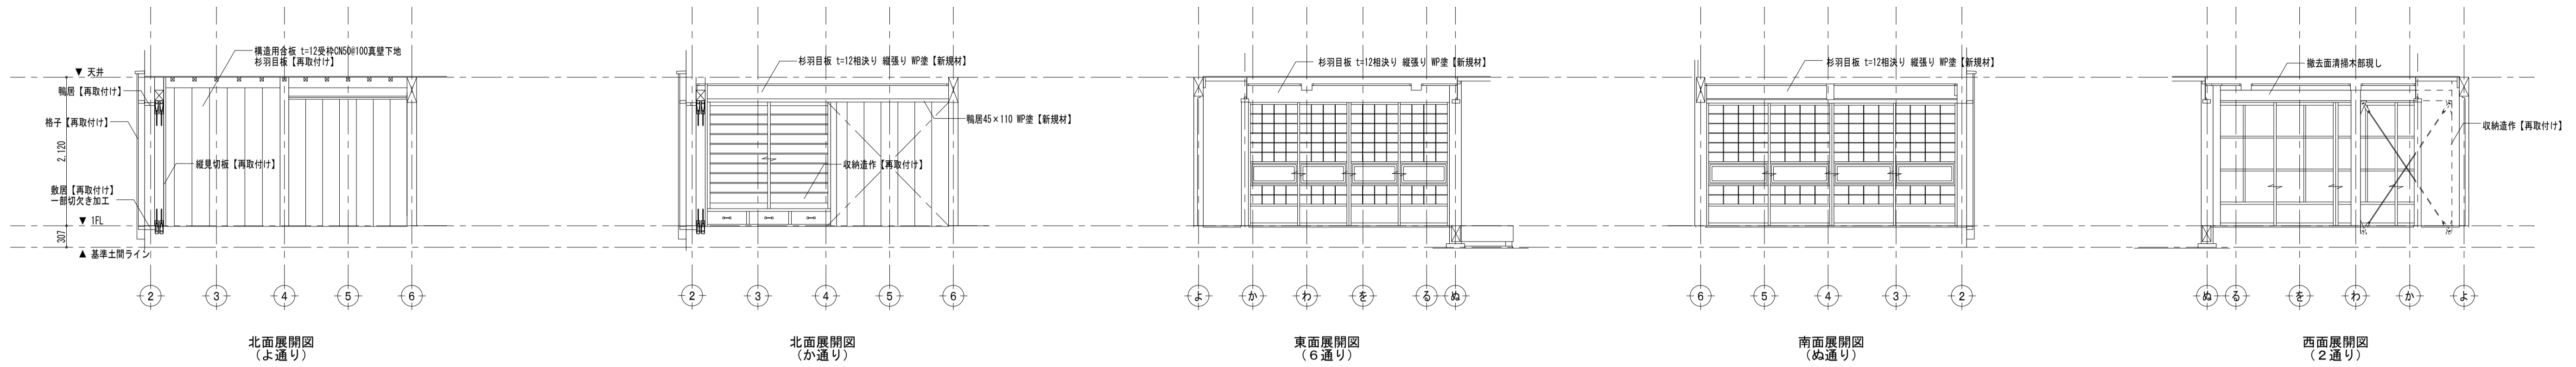 構造用合板 t=12受枠CN50@100真壁下地
杉羽目板【再取付け】
▼ 天井
鴨居【再取付け】
格子【再取付け】
2,120
縦見切板【再取付け】
敷居【再取付け】
一部切欠き加工
▼ 1FL
307
▲ 基準土間ライン
2 3 4 5 6
北面展開図
（よ通り）
杉羽目板 t=12相決り 縦張り WP塗【新規材】
鴨居45×110 WP塗【新規材】
収納造作【再取付け】
2 3 4 5 6
北面展開図
（か通り）
杉羽目板 t=12相決り 縦張り WP塗【新規材】
よ か わ を る ぬ
東面展開図
（６通り）
杉羽目板 t=12相決り 縦張り WP塗【新規材】
6 5 4 3 2
南面展開図
（ぬ通り）
撤去面清掃木部現し
収納造作【再取付け】
ぬ る を わ か よ
西面展開図
（２通り）